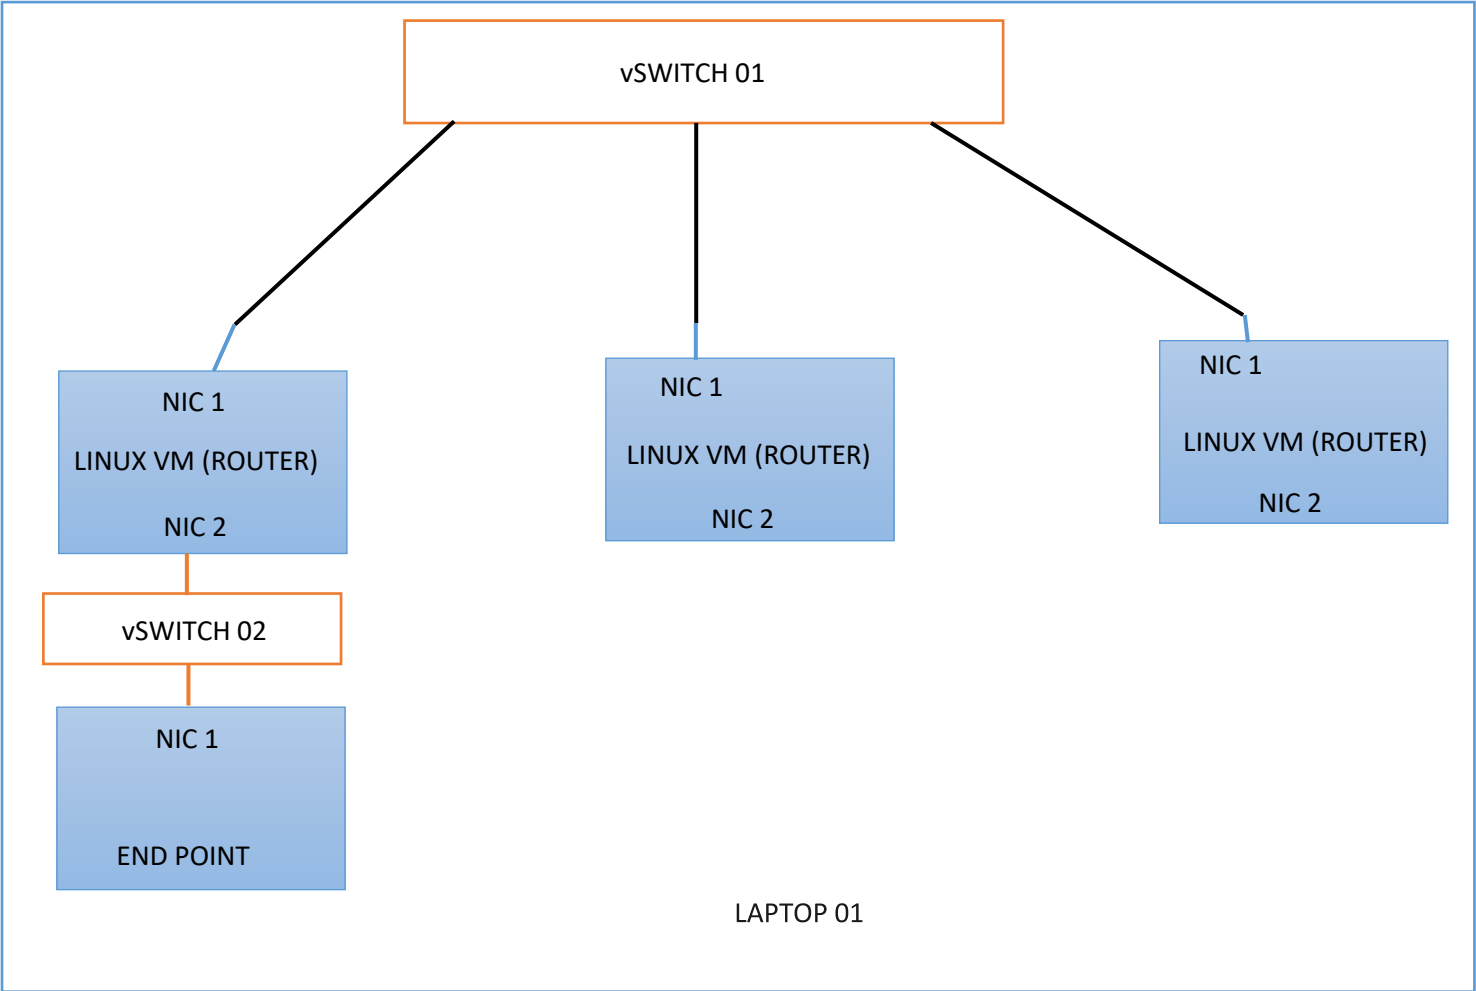 vSWITCH 01
NIC 1
LINUX VM (ROUTER)
NIC 2
NIC 1
LINUX VM (ROUTER)
NIC 2
NIC 1
LINUX VM (ROUTER)
NIC 2
vSWITCH 02
NIC 1
END POINT
LAPTOP 01